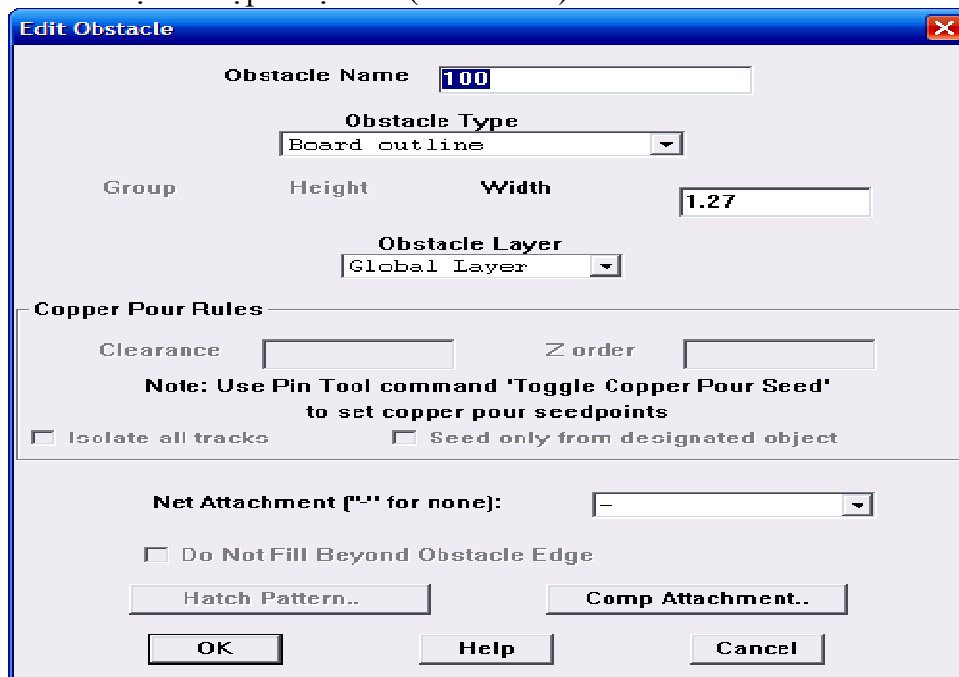 Edit Obstacle
Obstacle Name 100
Obstacle Type
Board outline
Group Height Width 1.27
Obstacle Layer
Global Layer
Copper Pour Rules
Clearance Z order
Note: Use Pin Tool command 'Toggle Copper Pour Seed'
to set copper pour seedpoints
Isolate all tracks Seed only from designated object
Net Attachment ("-" for none): -
Do Not Fill Beyond Obstacle Edge
Hatch Pattern.. Comp Attachment..
OK Help Cancel